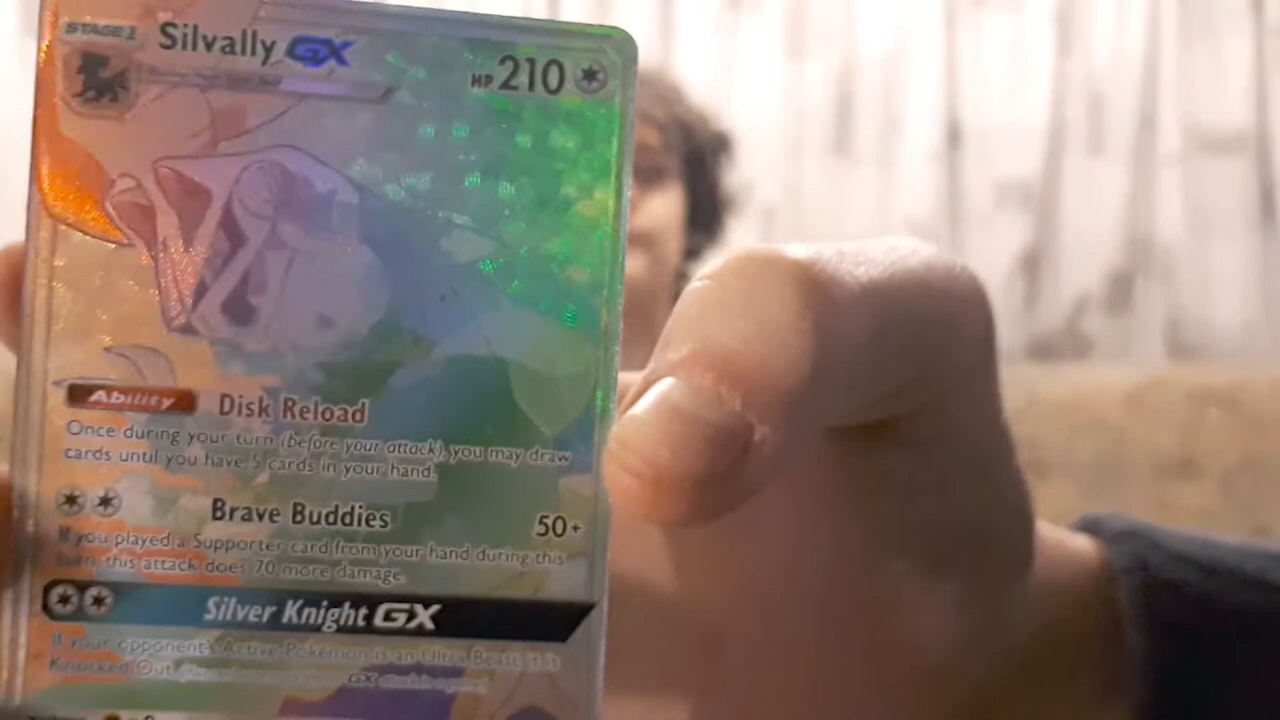 STAGE1 Silvally GX HP 210
Ability Disk Reload
Once during your turn (before your attack), you may draw
cards until you have 5 cards in your hand.
Brave Buddies 50+
If you played a Supporter card from your hand during this
turn, this attack does 70 more damage.
Silver Knight GX
If your opponent's Active Pokémon is an Ultra Beast, it is
Knocked Out. GX